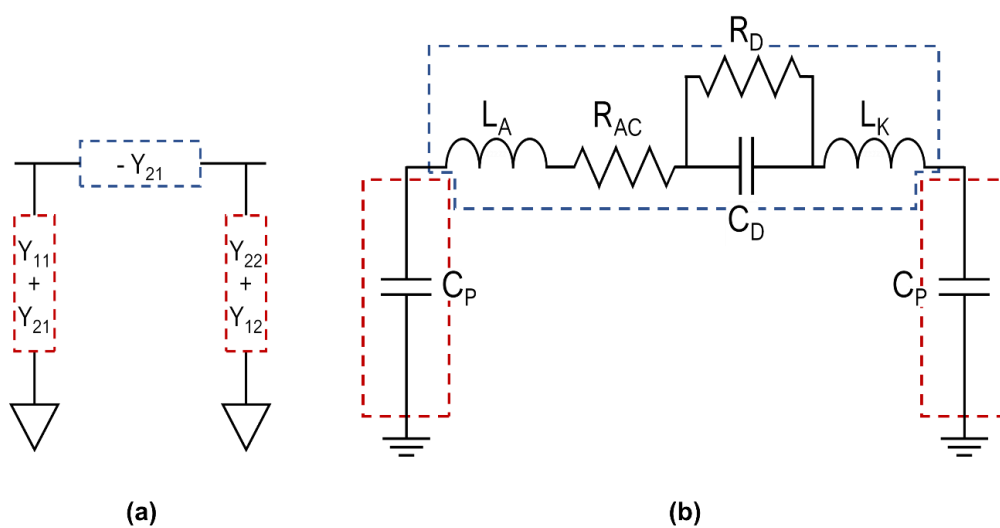 - Y21
Y11
+
Y21
Y22
+
Y12
(a)
RD
LA
RAC
LK
CD
CP
CP
(b)